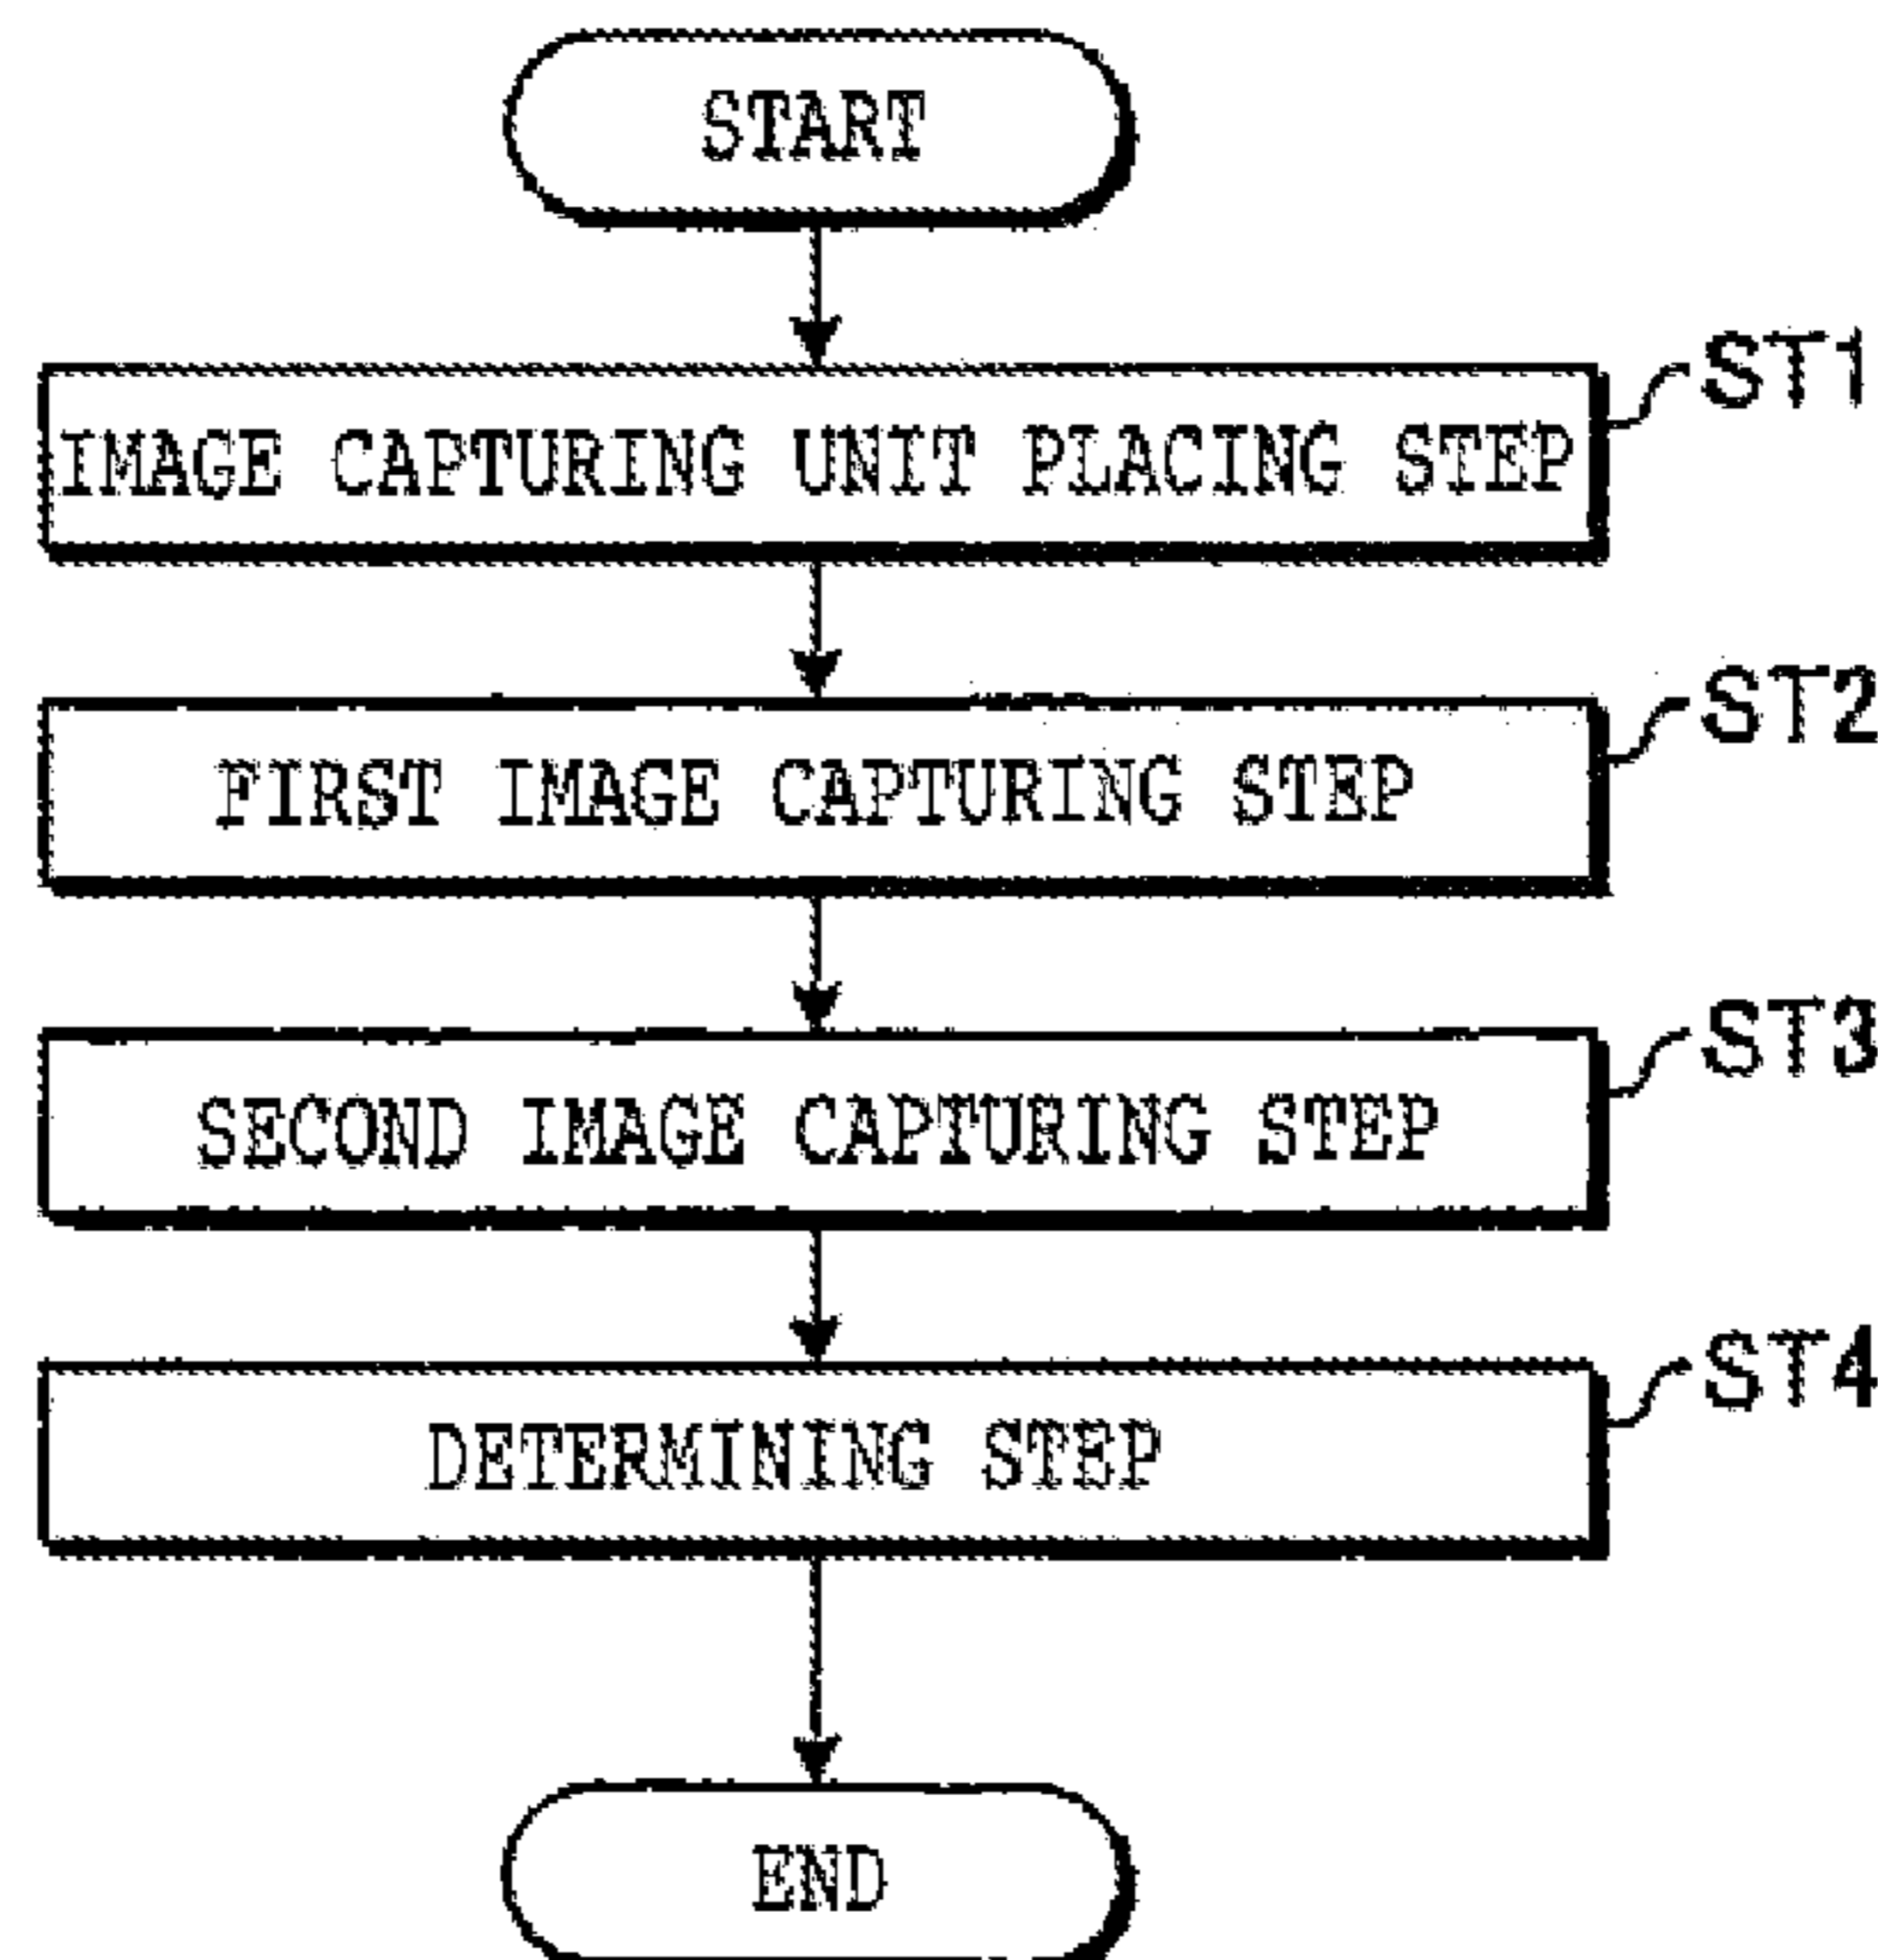 START
ST1
IMAGE CAPTURING UNIT PLACING STEP
ST2
FIRST IMAGE CAPTURING STEP
ST3
SECOND IMAGE CAPTURING STEP
ST4
DETERMINING STEP
END